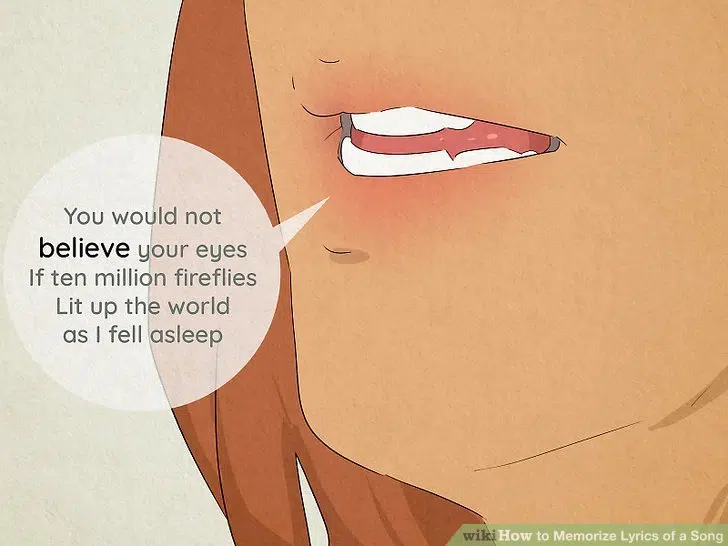 You would not
believe your eyes
If ten million fireflies
Lit up the world
as I fell asleep
wikiHow to Memorize Lyrics of a Song